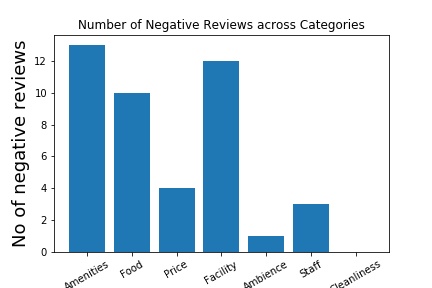 Number of Negative Reviews across Categories
No of negative reviews
12
10
8
6
4
2
0
Amenities
Food
Price
Facility
Ambience
Staff
Cleanliness